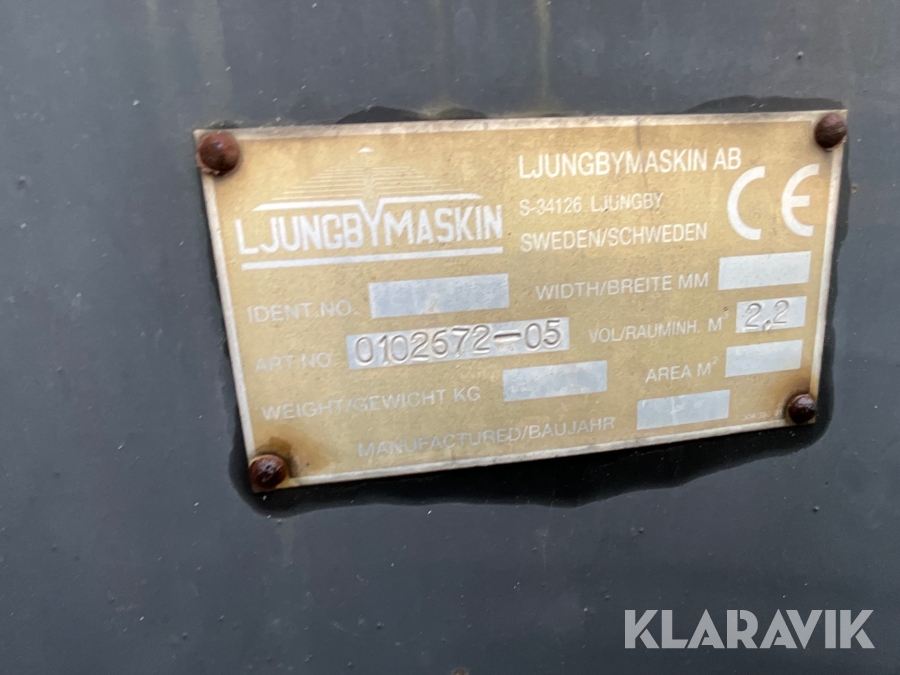 LJUNGBYMASKIN
LJUNGBYMASKIN AB
S-34126 LJUNGBY
SWEDEN/SCHWEDEN
CE
IDENT.NO.
WIDTH/BREITE MM
ART.NO. 0102672-05
VOL/RAUMINH. M³ 2,2
WEIGHT/GEWICHT KG
AREA M²
MANUFACTURED/BAUJAHR
KLARAVIK